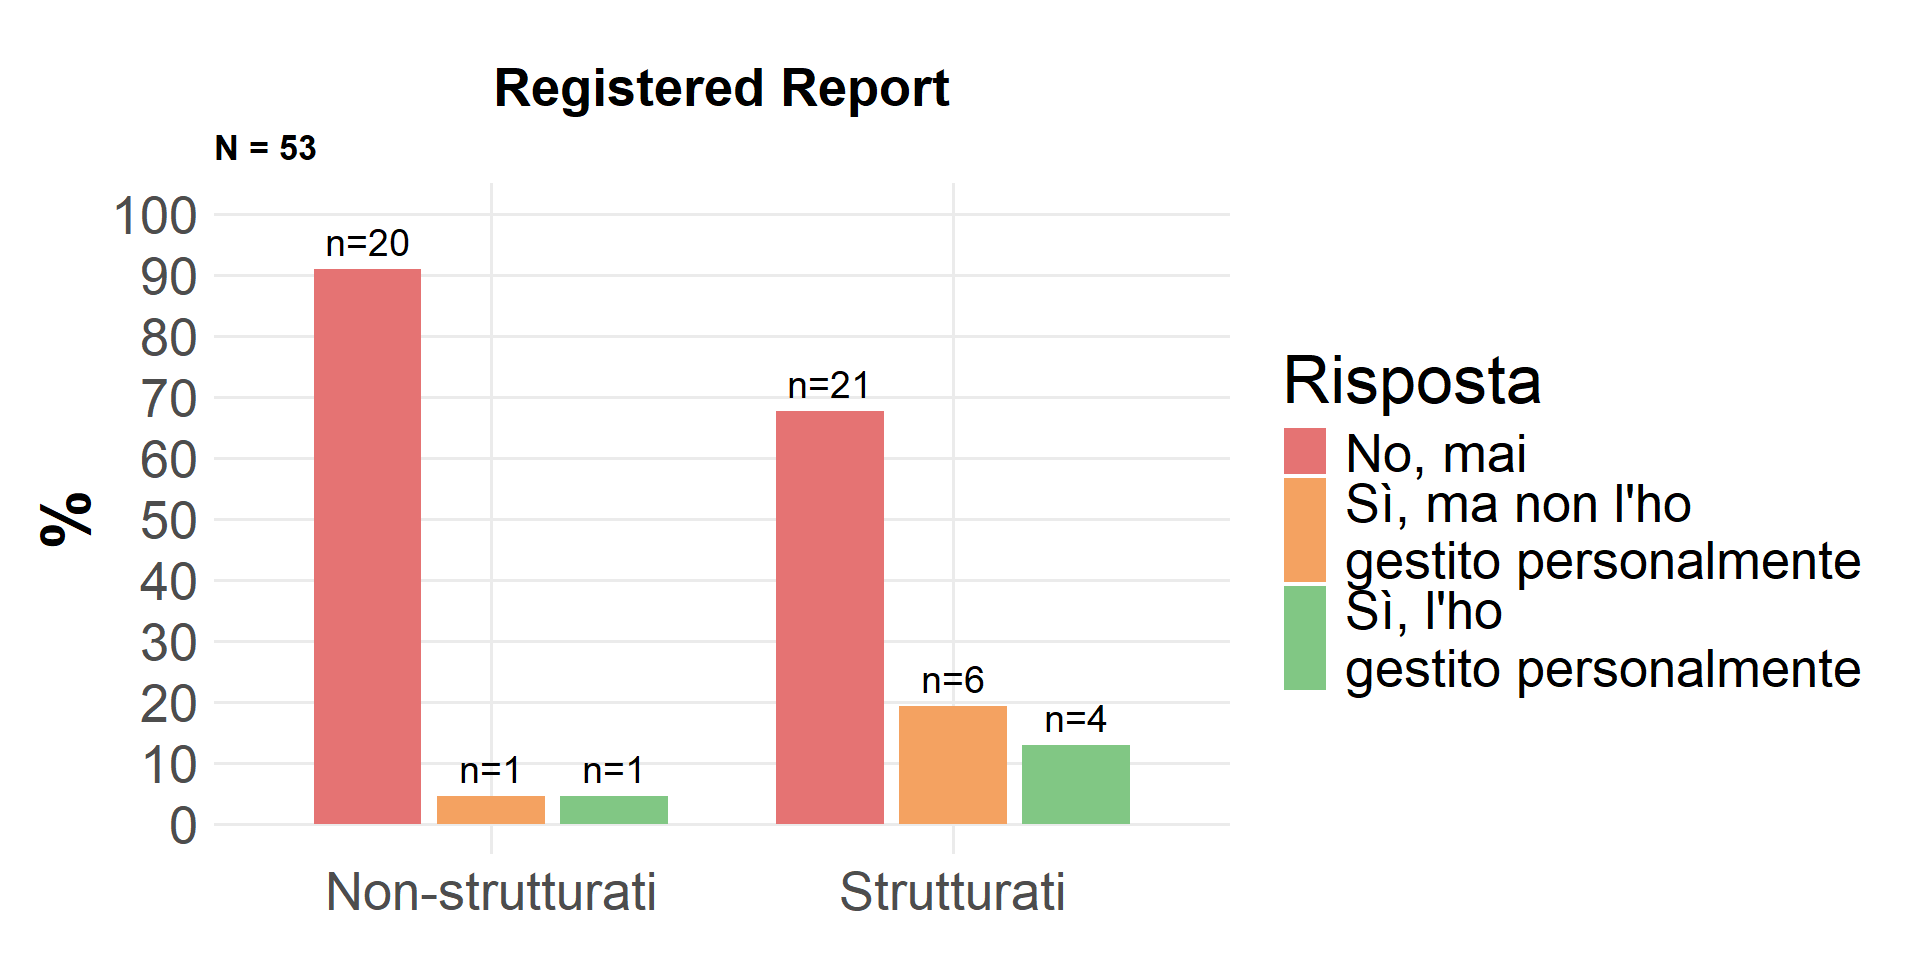 Registered Report
N = 53
%
100
90
80
70
60
50
40
30
20
10
0
n=20
n=1
n=1
n=21
n=6
n=4
Non-strutturati
Strutturati
Risposta
No, mai
Sì, ma non l'ho
gestito personalmente
Sì, l'ho
gestito personalmente